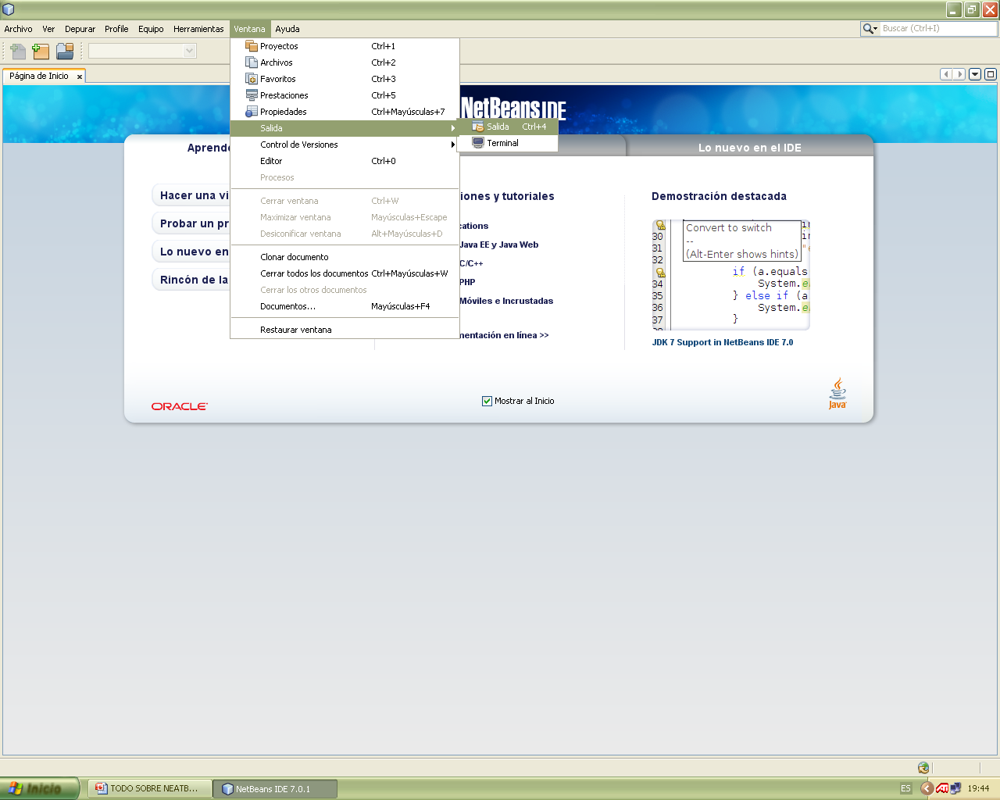 Archivo Ver Depurar Profile Equipo Herramientas Ventana Ayuda
Buscar (Ctrl+I)
Página de Inicio
Proyectos Ctrl+1
Archivos Ctrl+2
Favoritos Ctrl+3
Prestaciones Ctrl+5
Propiedades Ctrl+Mayúsculas+7
Salida
Control de Versiones
Editor Ctrl+0
Procesos
Cerrar ventana Ctrl+W
Maximizar ventana Mayúsculas+Escape
Desiconificar ventana Alt+Mayúsculas+D
Clonar documento
Cerrar todos los documentos Ctrl+Mayúsculas+W
Cerrar los otros documentos
Documentos... Mayúsculas+F4
Restaurar ventana
Salida Ctrl+4
Terminal
NetBeans IDE
Aprende
Lo nuevo en el IDE
Hacer una vi
Probar un pr
Lo nuevo en
Rincón de la
iones y tutoriales
cations
Java EE y Java Web
C/C++
PHP
Móviles e Incrustadas
mentación en línea >>
Demostración destacada
Convert to switch
--
(Alt-Enter shows hints)
30
31
32
if (a.equals
34 System.
35 } else if (a
36 System.
37 }
JDK 7 Support in NetBeans IDE 7.0
ORACLE
Mostrar al Inicio
Java
Inicio
TODO SOBRE NEATB...
NetBeans IDE 7.0.1
ES
19:44